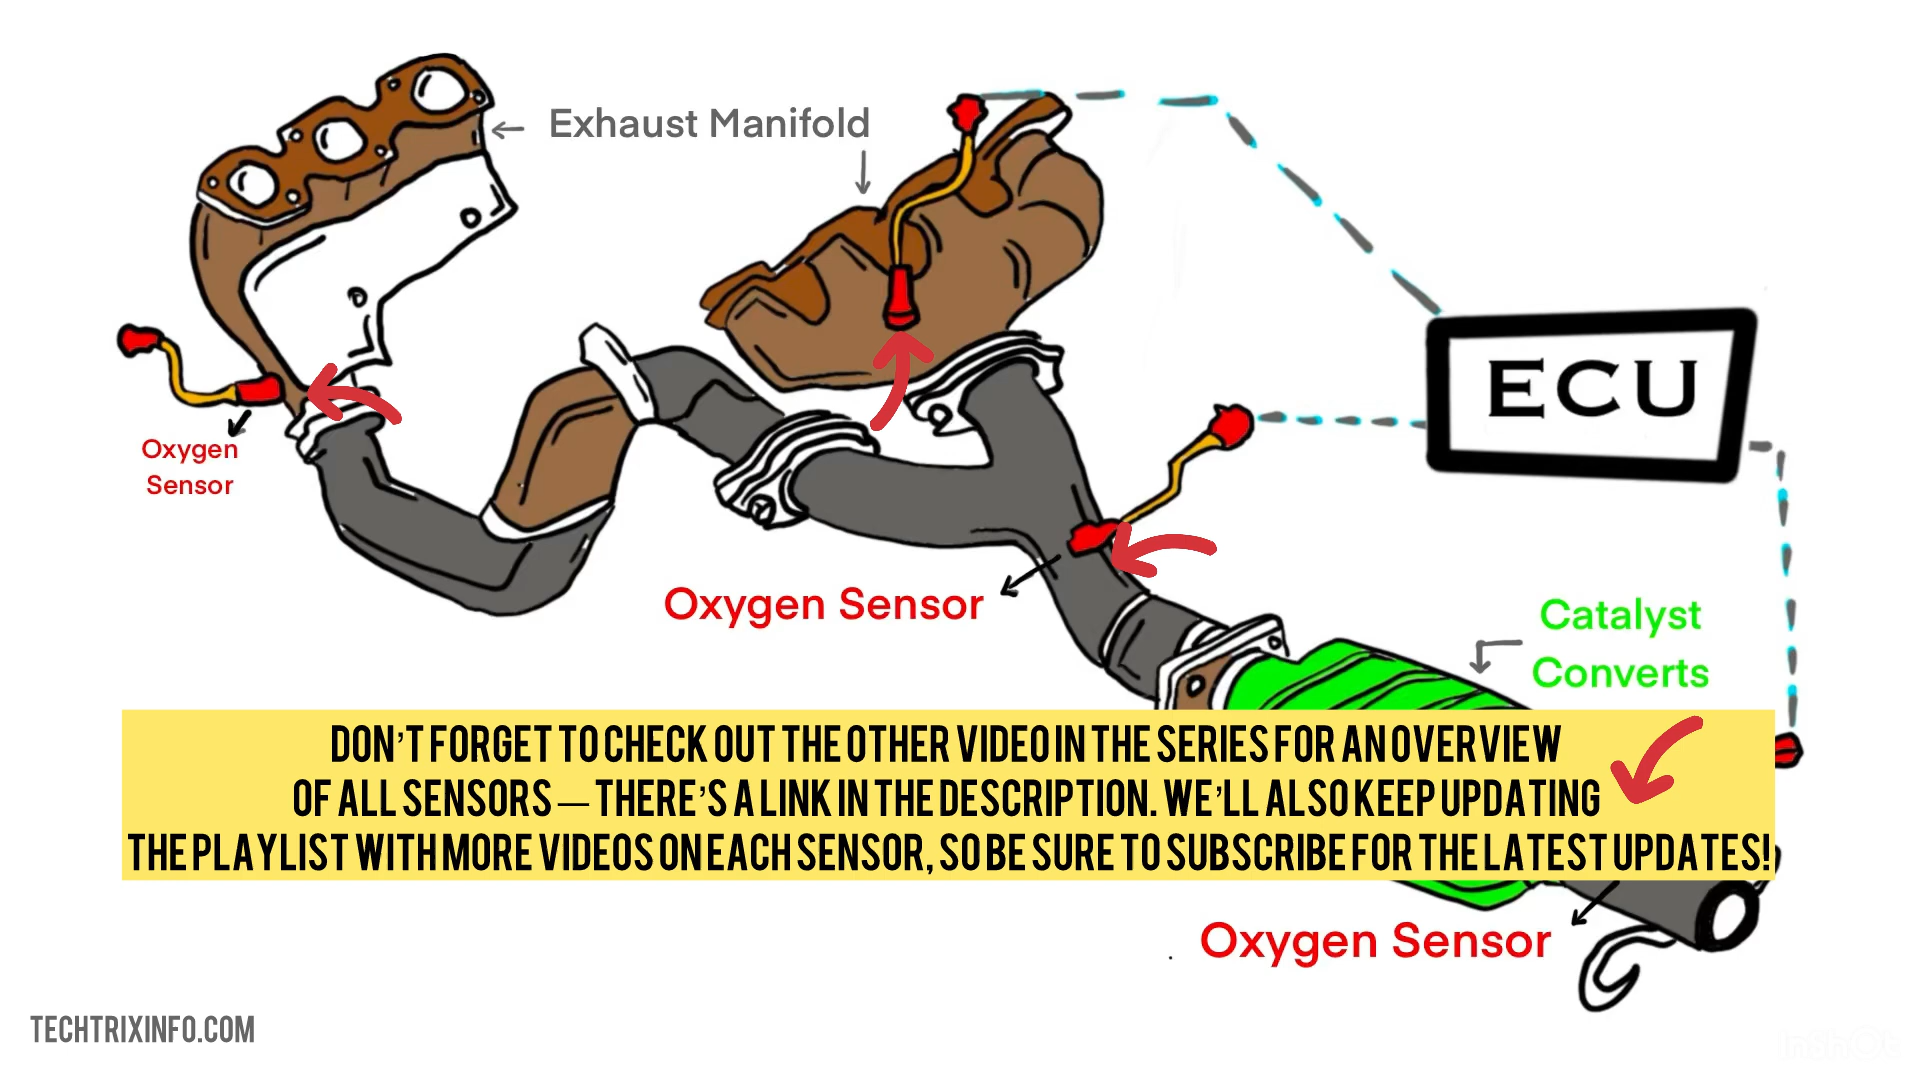 Exhaust Manifold
ECU
Oxygen
Sensor
Oxygen Sensor
Catalyst
Converts
DON'T FORGET TO CHECK OUT THE OTHER VIDEO IN THE SERIES FOR AN OVERVIEW
OF ALL SENSORS — THERE'S A LINK IN THE DESCRIPTION. WE'LL ALSO KEEP UPDATING
THE PLAYLIST WITH MORE VIDEOS ON EACH SENSOR, SO BE SURE TO SUBSCRIBE FOR THE LATEST UPDATES!
Oxygen Sensor
TECHTRIXINFO.COM
InShOt